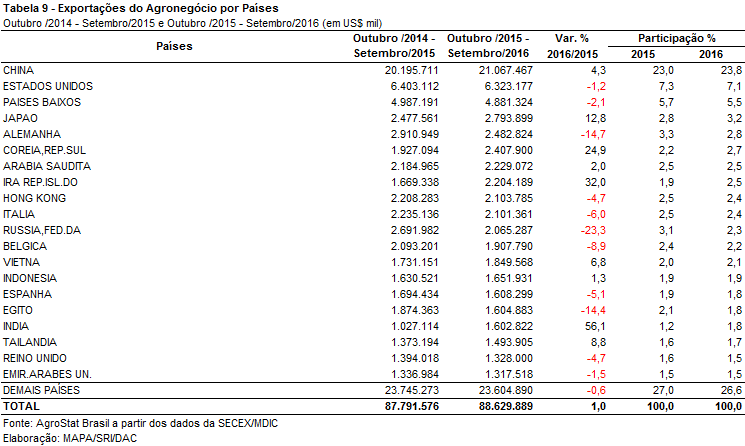 Tabela 9 - Exportações do Agronegócio por Países
Outubro /2014 - Setembro/2015 e Outubro /2015 - Setembro/2016 (em US$ mil)
Países Outubro /2014 - Setembro/2015 Outubro /2015 - Setembro/2016 Var. % 2016/2015 Participação % 2015 2016
CHINA 20.195.711 21.067.467 4,3 23,0 23,8
ESTADOS UNIDOS 6.403.112 6.323.177 -1,2 7,3 7,1
PAISES BAIXOS 4.987.191 4.881.324 -2,1 5,7 5,5
JAPAO 2.477.561 2.793.899 12,8 2,8 3,2
ALEMANHA 2.910.949 2.482.824 -14,7 3,3 2,8
COREIA,REP.SUL 1.927.094 2.407.900 24,9 2,2 2,7
ARABIA SAUDITA 2.184.965 2.229.072 2,0 2,5 2,5
IRA REP.ISL.DO 1.669.338 2.204.189 32,0 1,9 2,5
HONG KONG 2.208.283 2.103.785 -4,7 2,5 2,4
ITALIA 2.235.136 2.101.361 -6,0 2,5 2,4
RUSSIA,FED.DA 2.691.982 2.065.287 -23,3 3,1 2,3
BELGICA 2.093.201 1.907.790 -8,9 2,4 2,2
VIETNA 1.731.151 1.849.568 6,8 2,0 2,1
INDONESIA 1.630.521 1.651.931 1,3 1,9 1,9
ESPANHA 1.694.434 1.608.299 -5,1 1,9 1,8
EGITO 1.874.363 1.604.883 -14,4 2,1 1,8
INDIA 1.027.114 1.602.822 56,1 1,2 1,8
TAILANDIA 1.373.194 1.493.905 8,8 1,6 1,7
REINO UNIDO 1.394.018 1.328.000 -4,7 1,6 1,5
EMIR.ARABES UN. 1.336.984 1.317.518 -1,5 1,5 1,5
DEMAIS PAÍSES 23.745.273 23.604.890 -0,6 27,0 26,6
TOTAL 87.791.576 88.629.889 1,0 100,0 100,0
Fonte: AgroStat Brasil a partir dos dados da SECEX/MDIC
Elaboração: MAPA/SRI/DAC